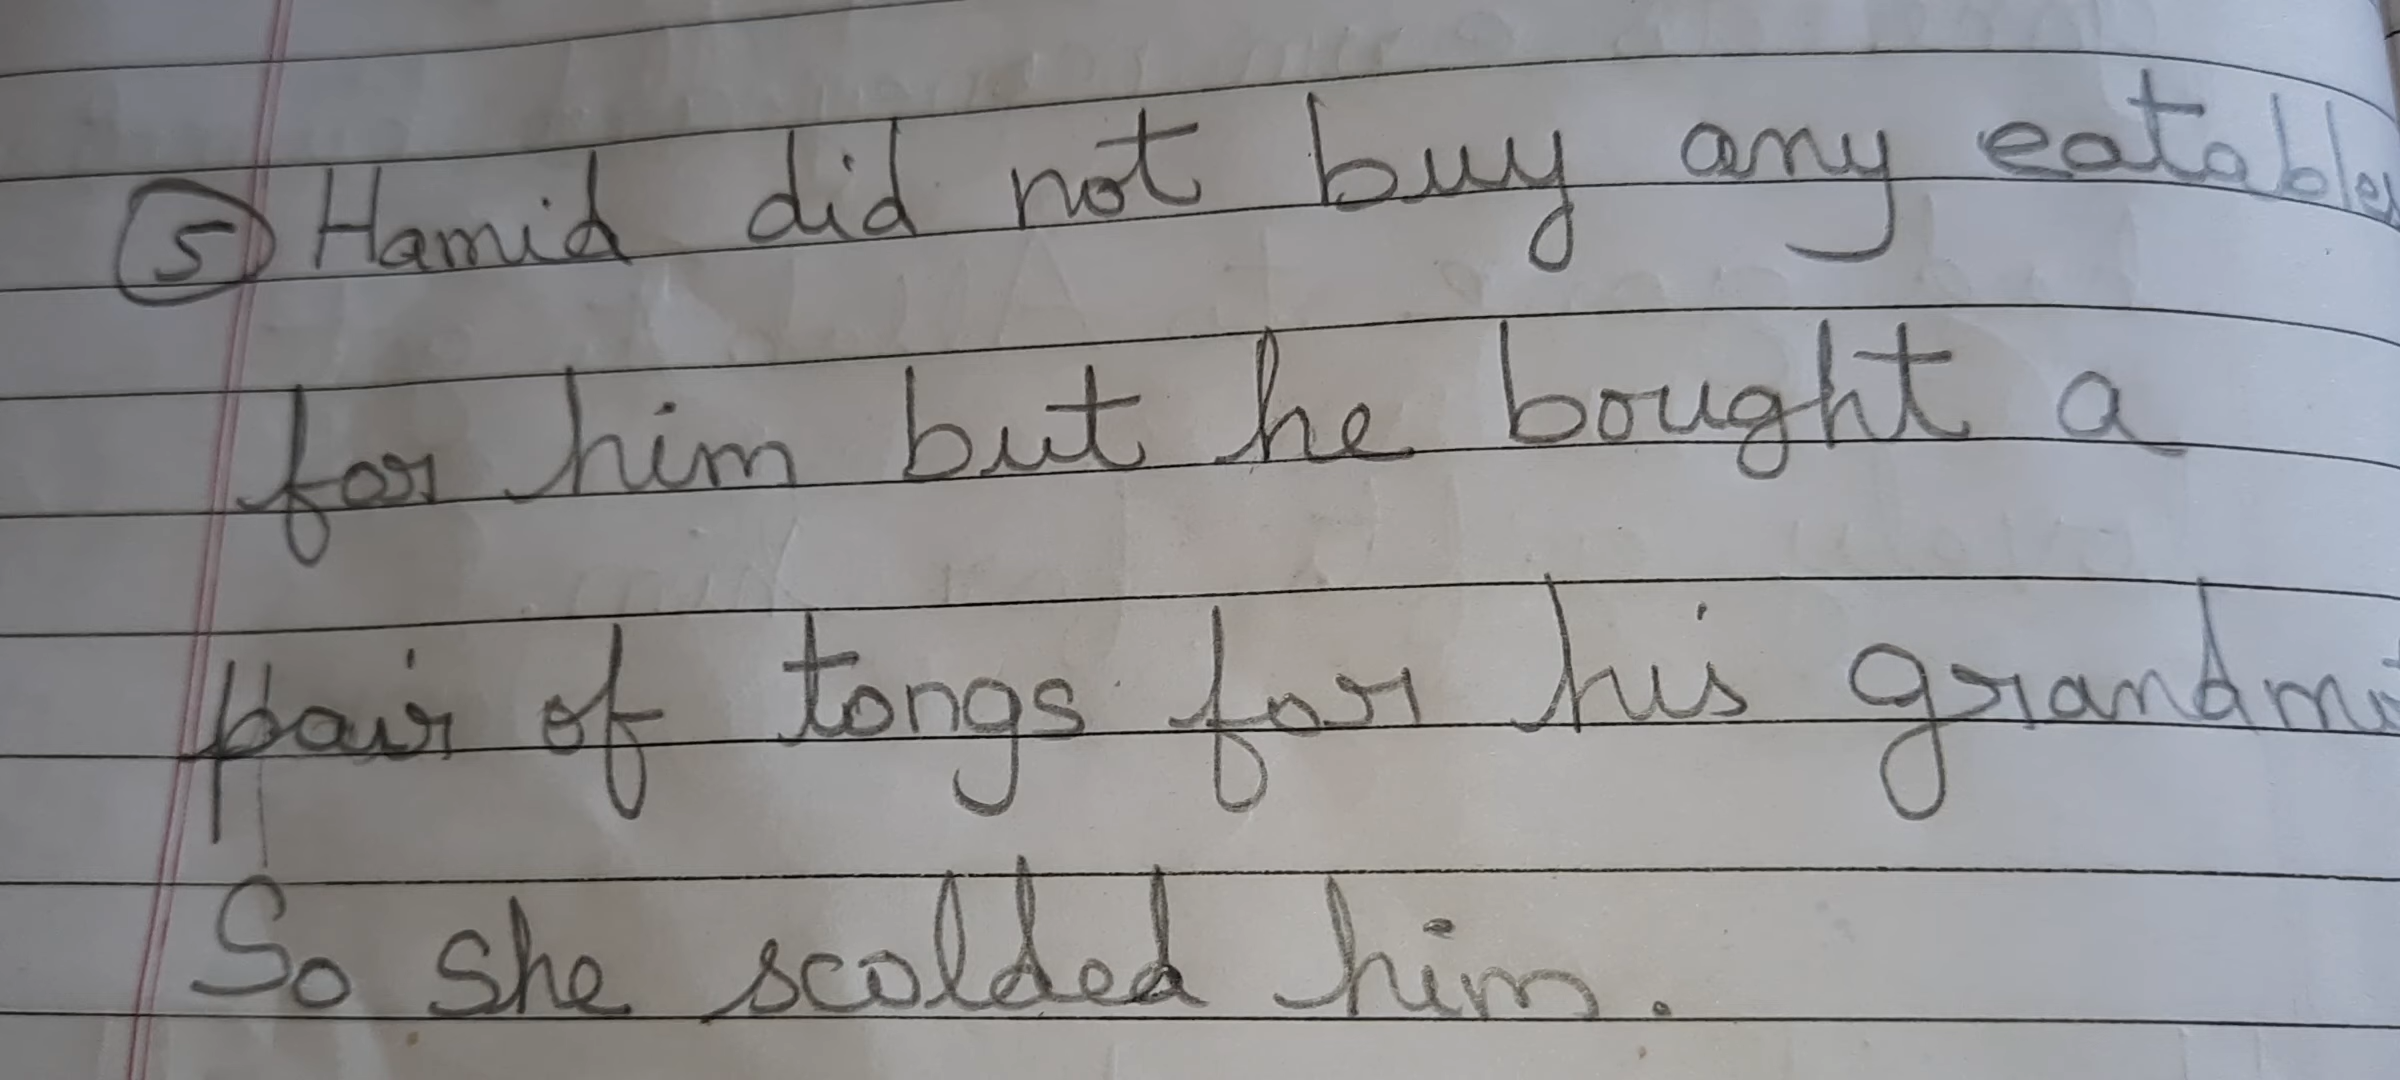 5 Hamid did not buy any eatables
for him but he bought a
pair of tongs for his
So she scolded him.